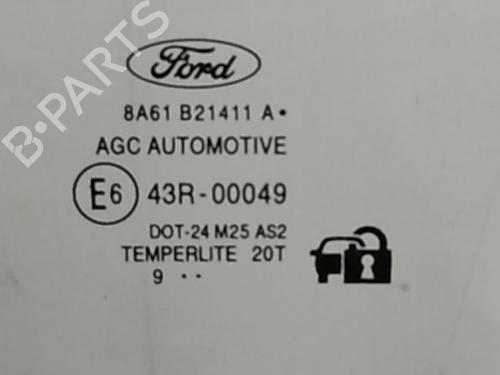 Ford
8A61 B21411 A•
AGC AUTOMOTIVE
E6 43R-00049
DOT-24 M25 AS2
TEMPERLITE 20T
9 ··
B-PARTS